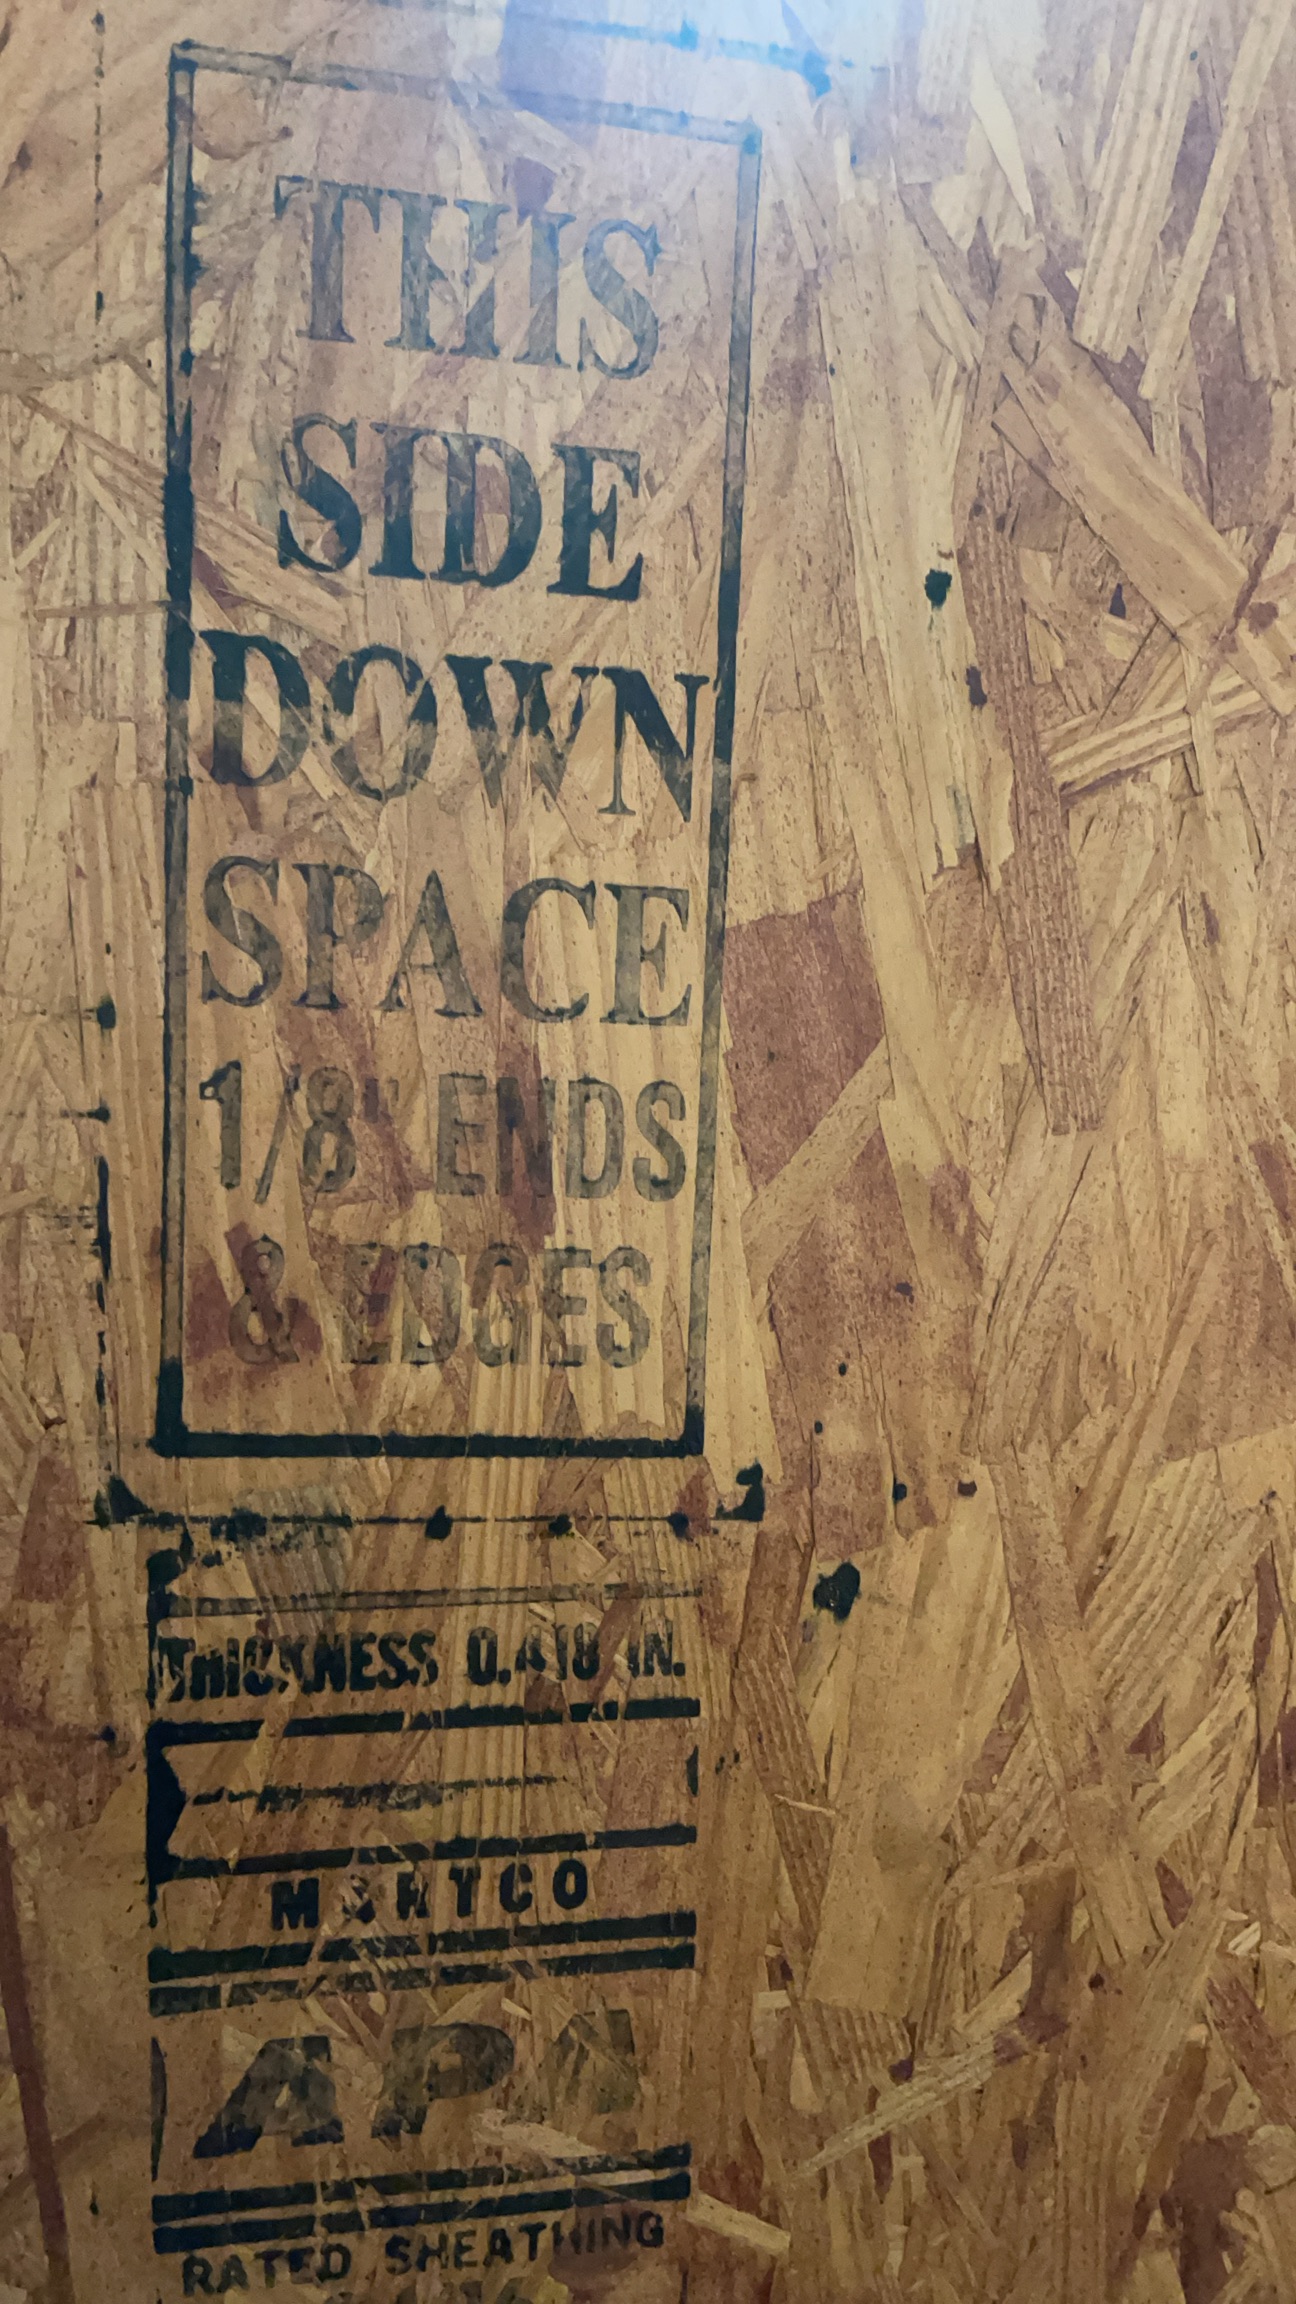 THIS
SIDE
DOWN
SPACE
1/8" ENDS
& EDGES
THICKNESS 0.418 IN.
MARTCO
APA
RATED SHEATHING